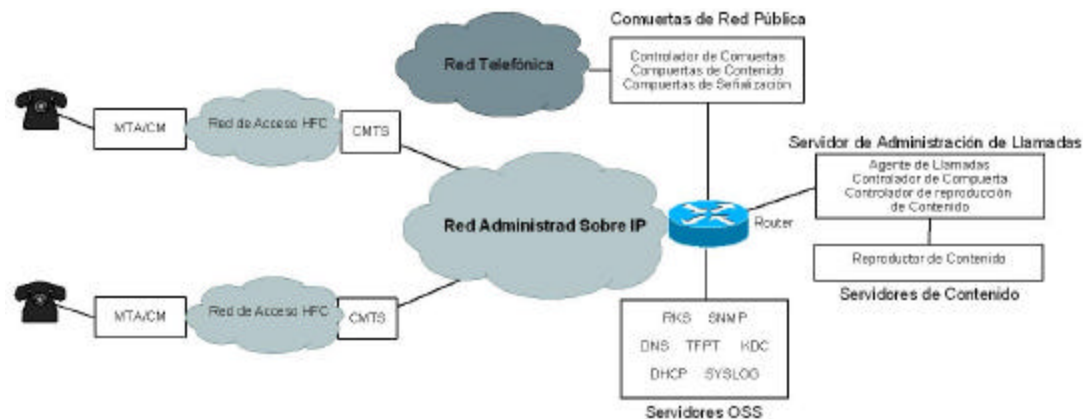 Comuertas de Red Pública
Red Telefónica
Controlador de Comuertas
Compuertas de Contenido
Compuertas de Señalización
MTA/CM
Red de Acceso HFC
CMTS
Servidor de Administración de Llamadas
Agente de Llamadas
Controlador de Compuerta
Controlador de reproducción
de Contenido
Red Administrad Sobre IP
Router
Reproductor de Contenido
Servidores de Contenido
MTA/CM
Red de Acceso HFC
CMTS
RKS SNMP
DNS TFPT KDC
DHCP SYSLOG
Servidores OSS